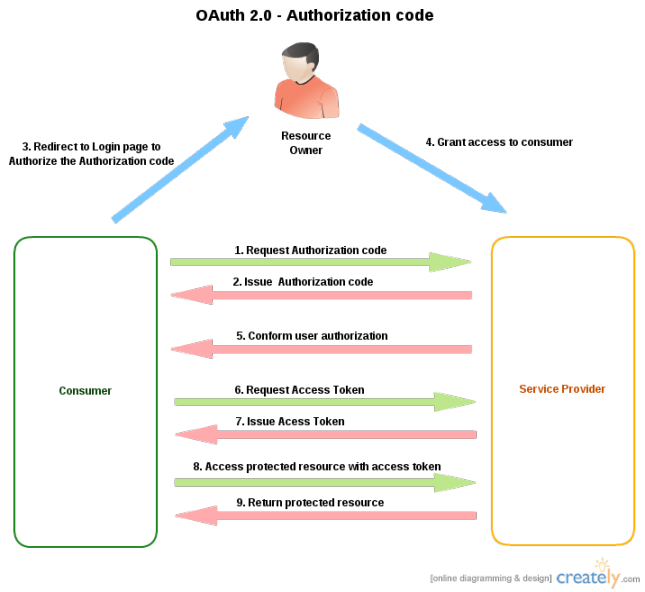 OAuth 2.0 - Authorization code
Resource
Owner
3. Redirect to Login page to
Authorize the Authorization code
4. Grant access to consumer
1. Request Authorization code
2. Issue Authorization code
5. Conform user authorization
Consumer
6. Request Access Token
Service Provider
7. Issue Acess Token
8. Access protected resource with access token
9. Return protected resource
[online diagramming & design] creately.com